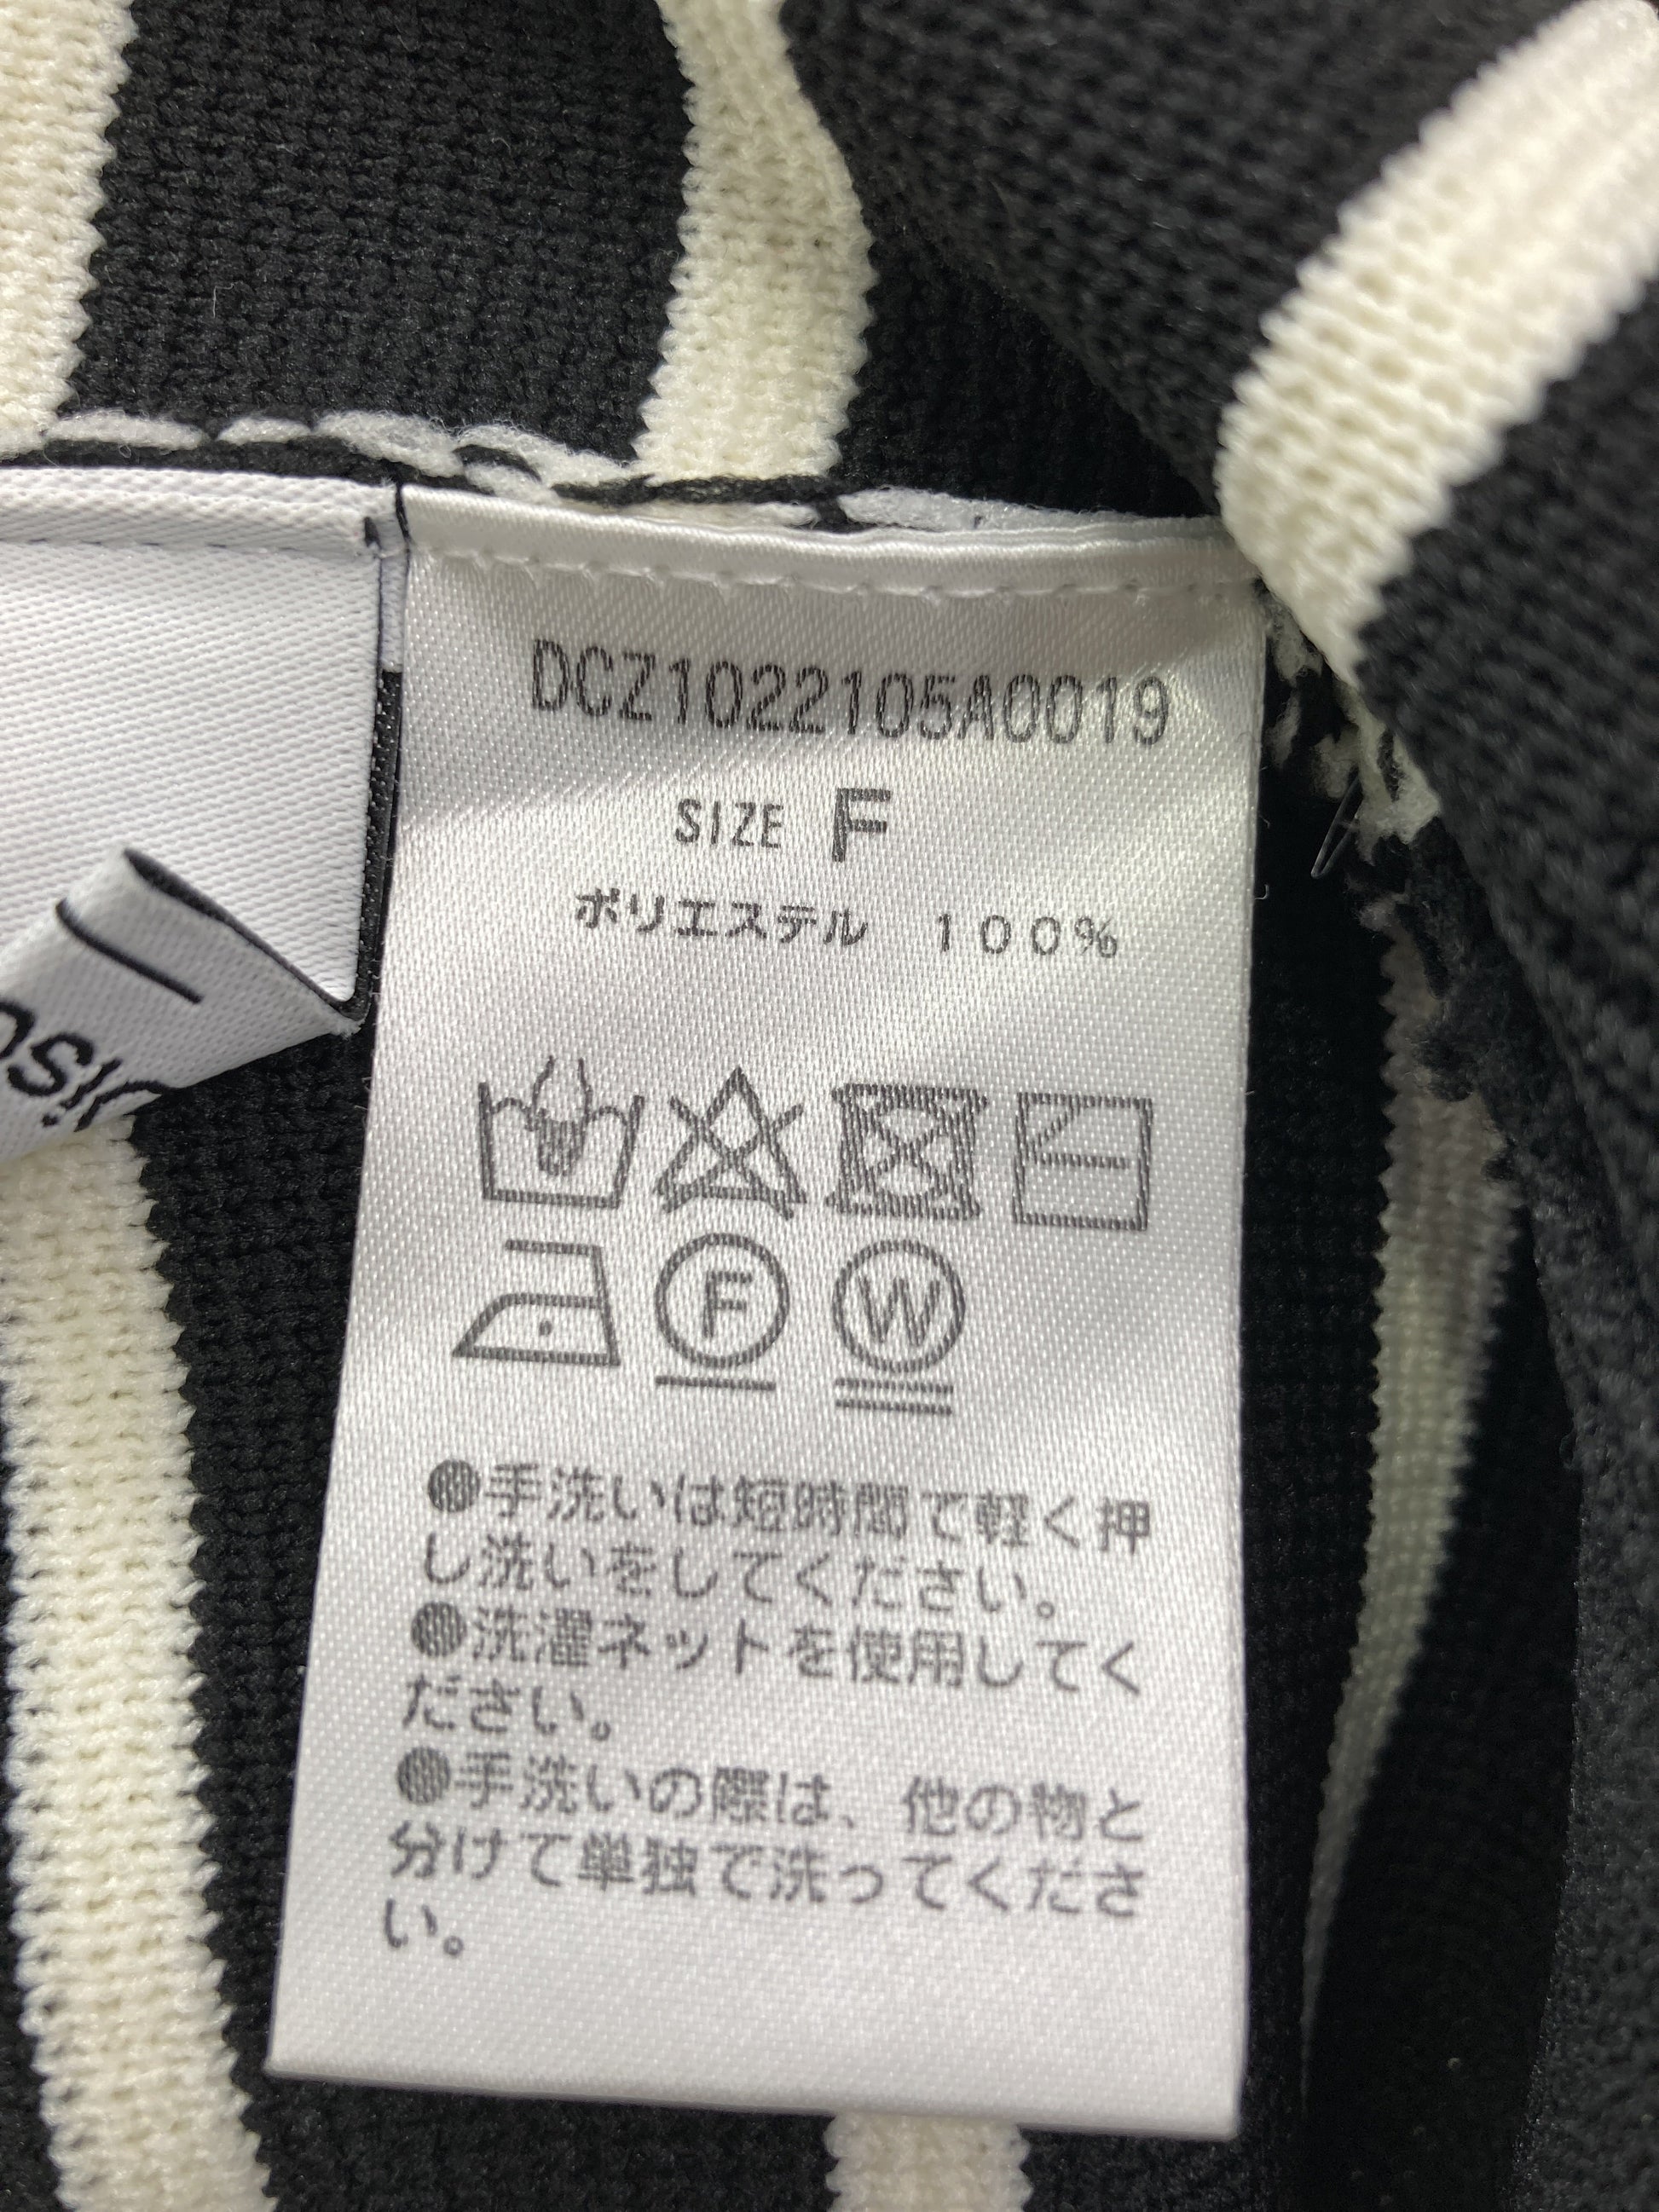 DCZ1022105A0019
SIZE F
ポリエステル 100%
F
W
●手洗いは短時間で軽く押
し洗いをしてください。
●洗濯ネットを使用してく
ださい。
●手洗いの際は、他の物と
分けて単独で洗ってくださ
い。